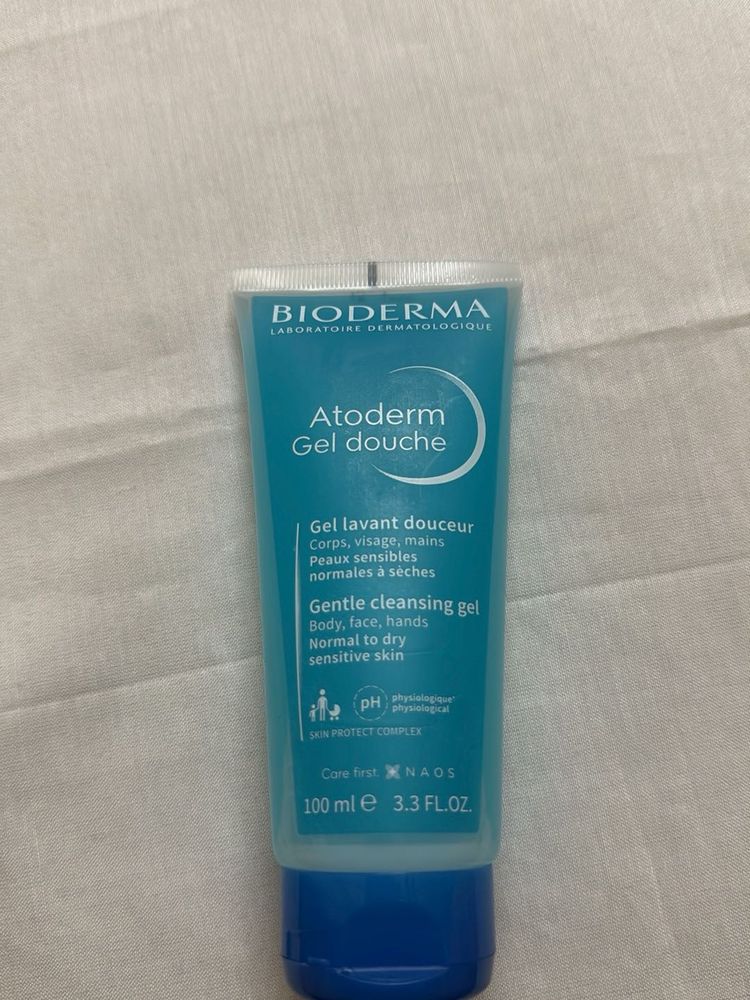 BIODERMA
LABORATOIRE DERMATOLOGIQUE
Atoderm
Gel douche
Gel lavant douceur
Corps, visage, mains
Peaux sensibles
normales à sèches
Gentle cleansing gel
Body, face, hands
Normal to dry
sensitive skin
pH physiologique*
physiological
SKIN PROTECT COMPLEX
Care first. NAOS
100 ml ℮ 3.3 FL.OZ.